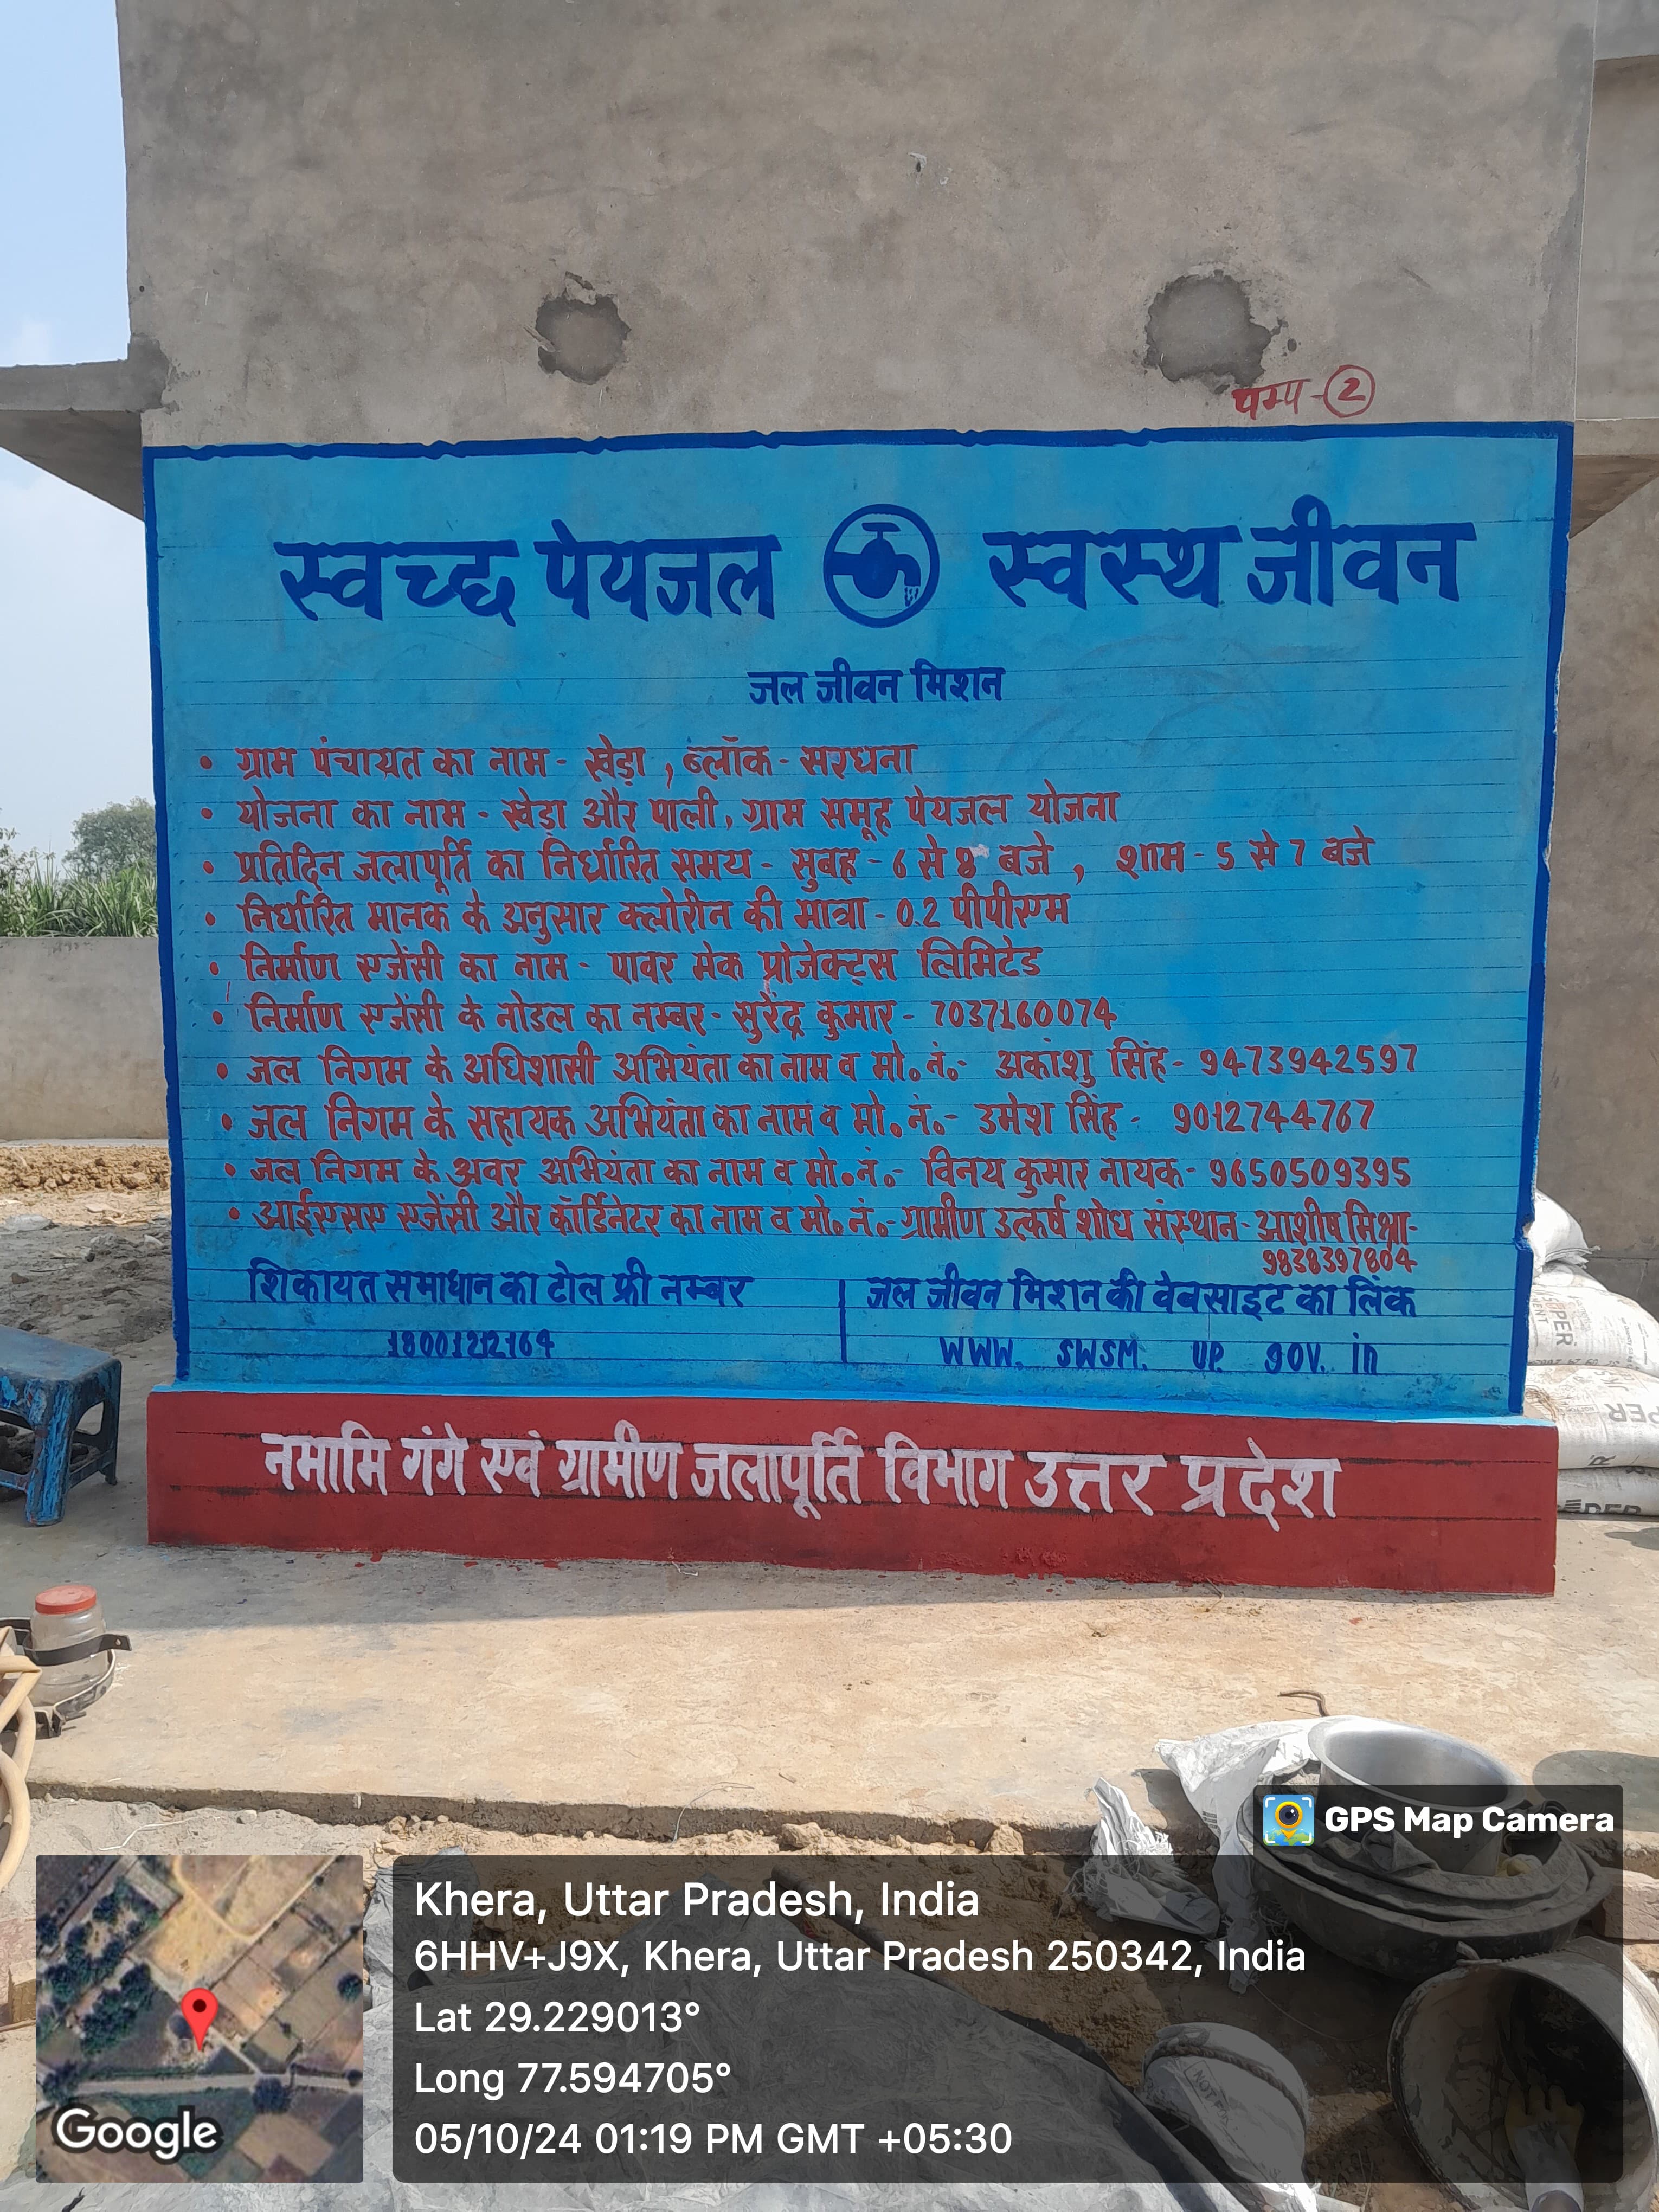 पम्प-2
स्वच्छ पेयजल स्वस्थ जीवन
जल जीवन मिशन
• ग्राम पंचायत का नाम - खेड़ा, ब्लॉक - सरधना
• योजना का नाम - खेड़ा और पाली, ग्राम समूह पेयजल योजना
• प्रतिदिन जलापूर्ति का निर्धारित समय - सुबह - 6 से 8 बजे, शाम - 5 से 7 बजे
• निर्धारित मानक के अनुसार क्लोरीन की मात्रा - 0.2 पीपीएम
• निर्माण एजेंसी का नाम - पावर मेक प्रोजेक्ट्स लिमिटेड
• निर्माण एजेंसी के नोडल का नम्बर - सुरेंद्र कुमार - 7037160074
• जल निगम के अधिशासी अभियंता का नाम व मो. नं. - अकांशु सिंह - 9473942597
• जल निगम के सहायक अभियंता का नाम व मो. नं. - उमेश सिंह - 9012744767
• जल निगम के अवर अभियंता का नाम व मो. नं. - विनय कुमार नायक - 9650509395
• आईएसए एजेंसी और कॉर्डिनेटर का नाम व मो. नं. - ग्रामीण उत्कर्ष शोध संस्थान - आशीष मिश्रा -
9838397804
शिकायत समाधान का टोल फ्री नम्बर
18001212164
जल जीवन मिशन की वेबसाइट का लिंक
WWW. SWSM. UP. gov. in
नमामि गंगे एवं ग्रामीण जलापूर्ति विभाग उत्तर प्रदेश
GPS Map Camera
Khera, Uttar Pradesh, India
6HHV+J9X, Khera, Uttar Pradesh 250342, India
Lat 29.229013°
Long 77.594705°
05/10/24 01:19 PM GMT +05:30
Google